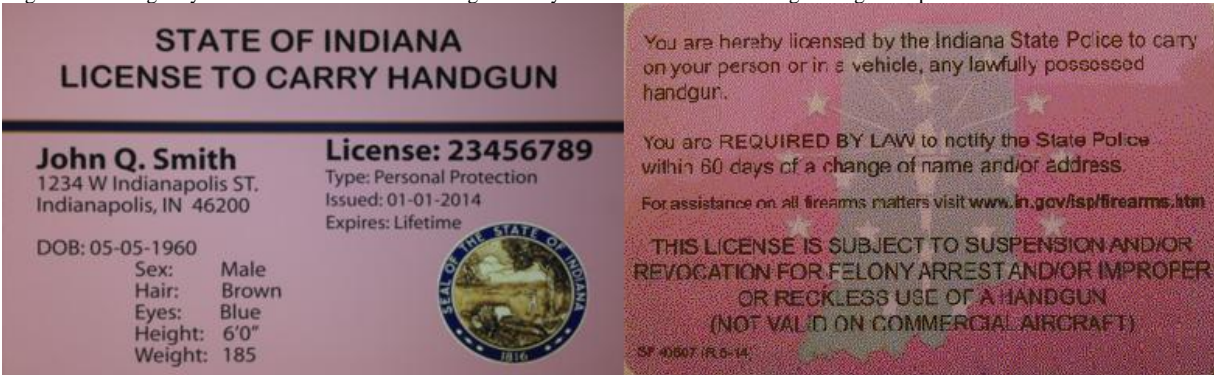 STATE OF INDIANA
LICENSE TO CARRY HANDGUN
John Q. Smith
1234 W Indianapolis ST.
Indianapolis, IN 46200
DOB: 05-05-1960
Sex: Male
Hair: Brown
Eyes: Blue
Height: 6'0"
Weight: 185
License: 23456789
Type: Personal Protection
Issued: 01-01-2014
Expires: Lifetime
SEAL OF THE STATE OF INDIANA
1816
You are hereby licensed by the Indiana State Police to carry
on your person or in a vehicle, any lawfully possessed
handgun.
You are REQUIRED BY LAW to notify the State Police
within 60 days of a change of name and/or address.
For assistance on all firearms matters visit www.in.gov/isp/firearms.htm
THIS LICENSE IS SUBJECT TO SUSPENSION AND/OR
REVOCATION FOR FELONY ARREST AND/OR IMPROPER
OR RECKLESS USE OF A HANDGUN
(NOT VALID ON COMMERCIAL AIRCRAFT)